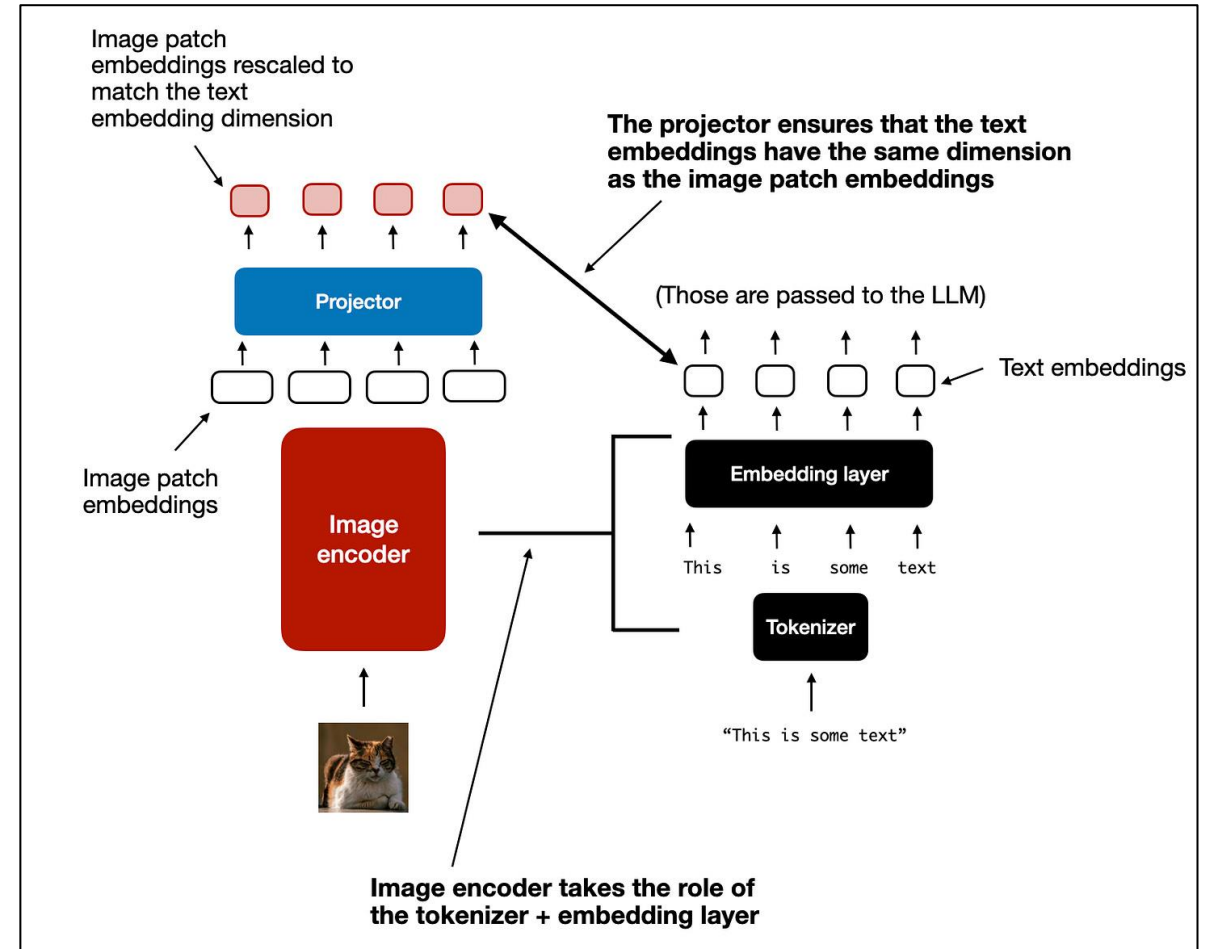 Image patch
embeddings rescaled to
match the text
embedding dimension
The projector ensures that the text
embeddings have the same dimension
as the image patch embeddings
Projector
(Those are passed to the LLM)
Text embeddings
Image patch
embeddings
Embedding layer
Image
encoder
This is some text
Tokenizer
“This is some text”
Image encoder takes the role of
the tokenizer + embedding layer